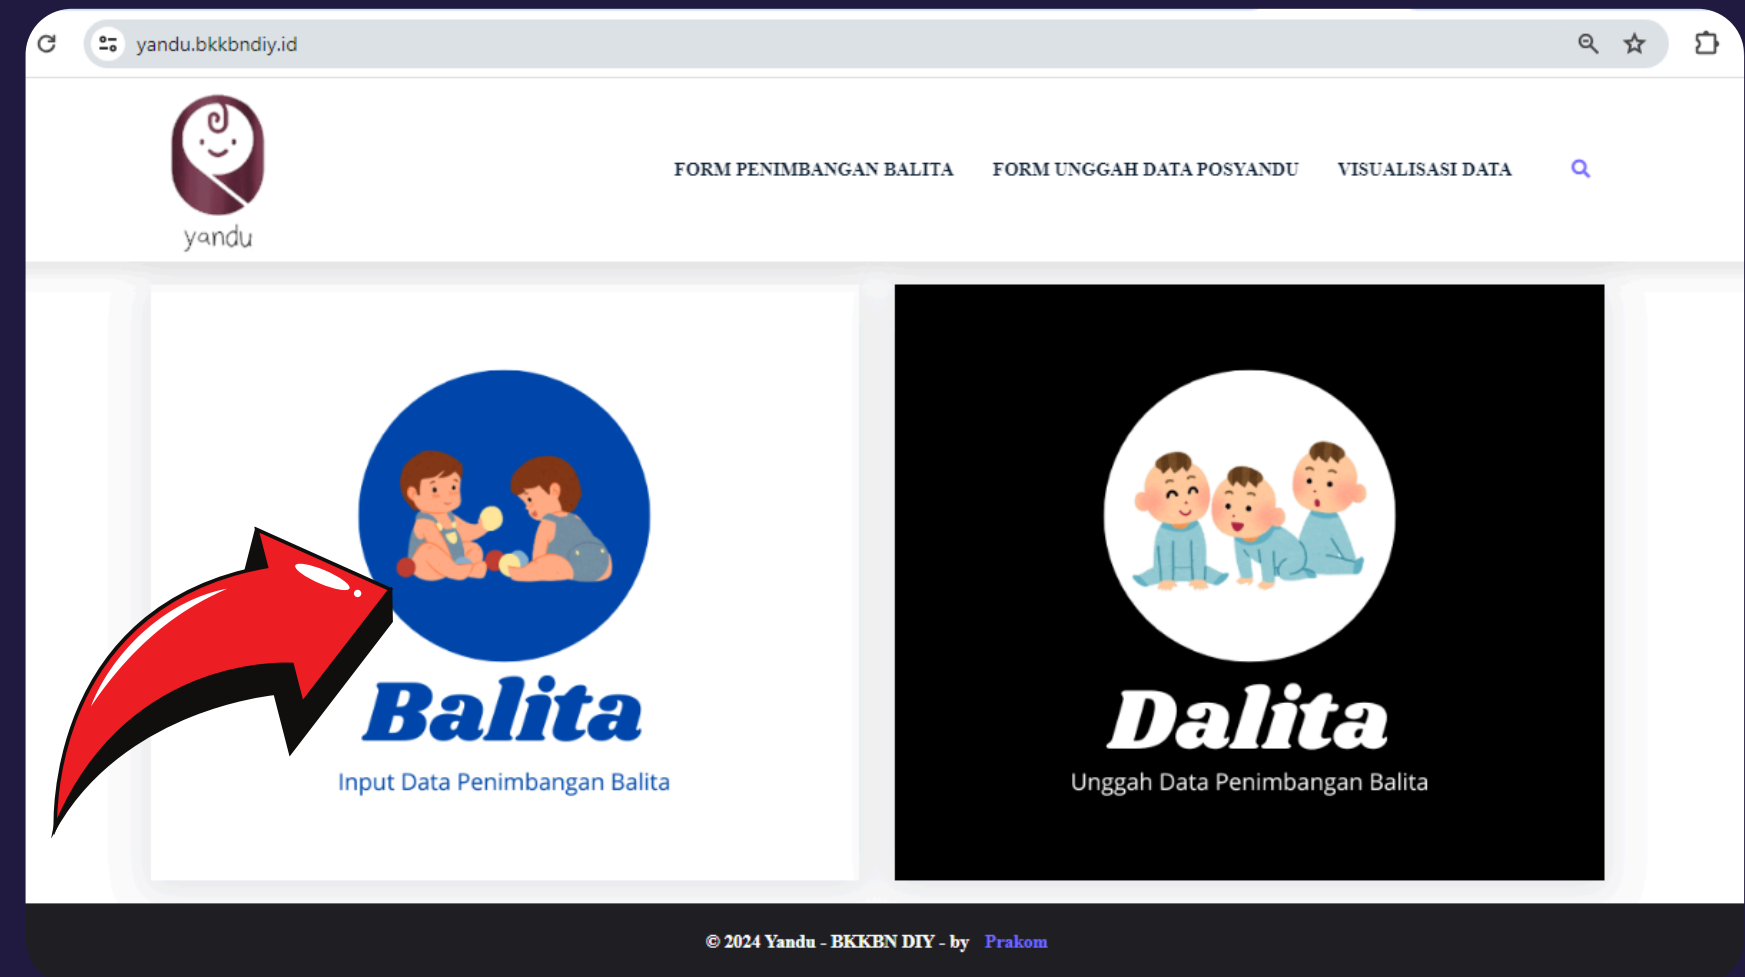 yandu.bkkbndiy.id
yandu
FORM PENIMBANGAN BALITA
FORM UNGGAH DATA POSYANDU
VISUALISASI DATA
Balita
Input Data Penimbangan Balita
Dalita
Unggah Data Penimbangan Balita
© 2024 Yandu - BKKBN DIY - by Prakom